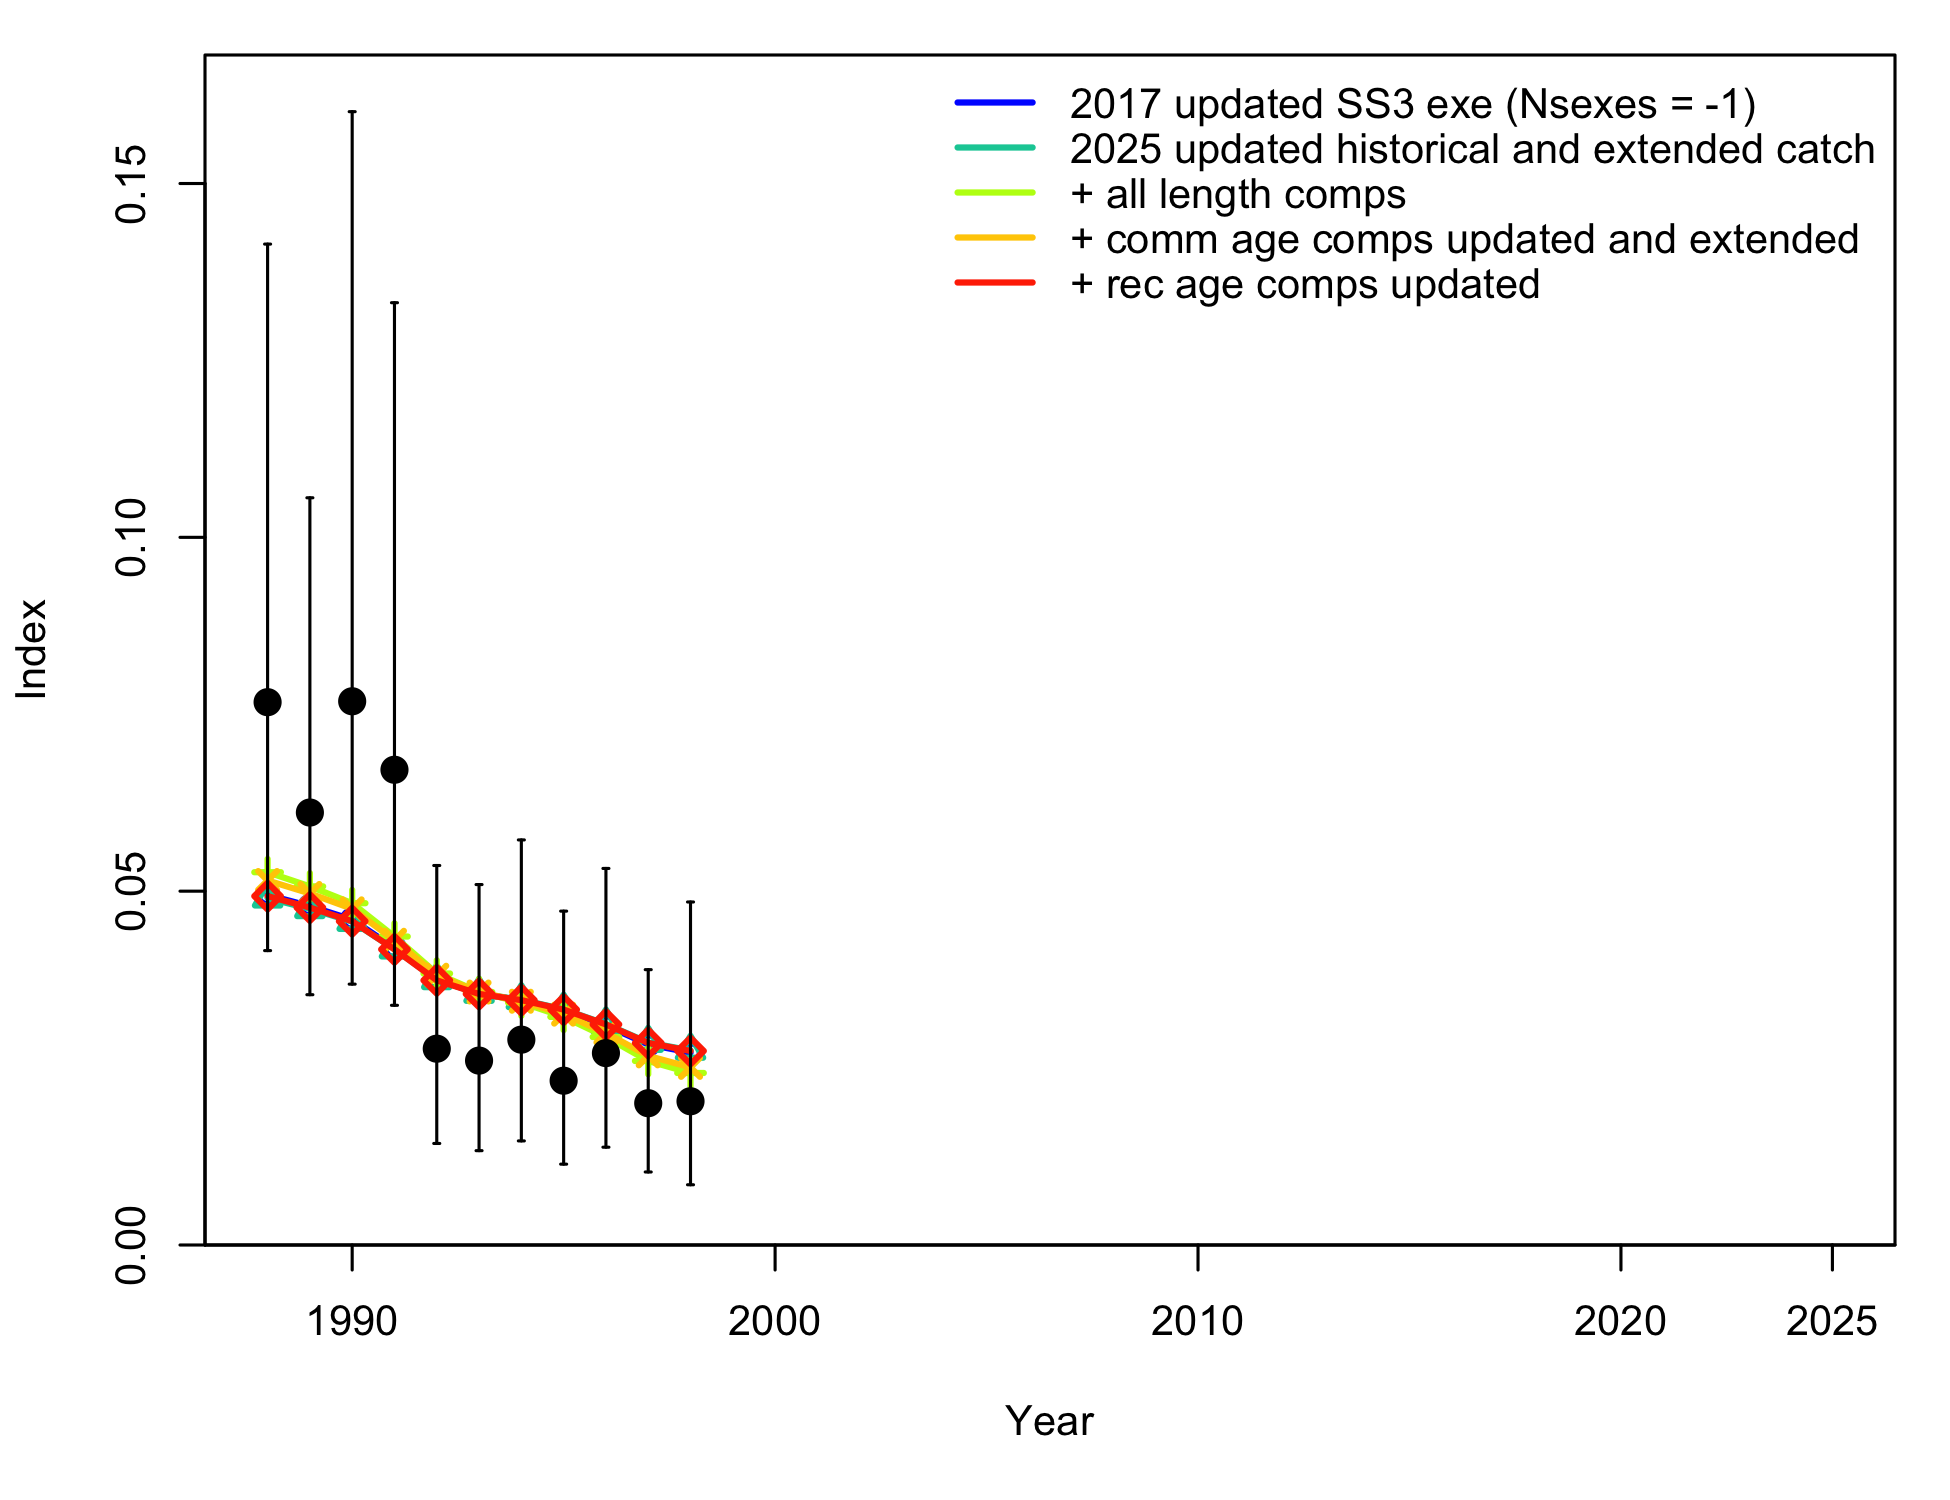 2017 updated SS3 exe (Nsexes = -1)
2025 updated historical and extended catch
+ all length comps
+ comm age comps updated and extended
+ rec age comps updated
0.15
0.10
0.05
0.00
Index
1990 2000 2010 2020 2025
Year